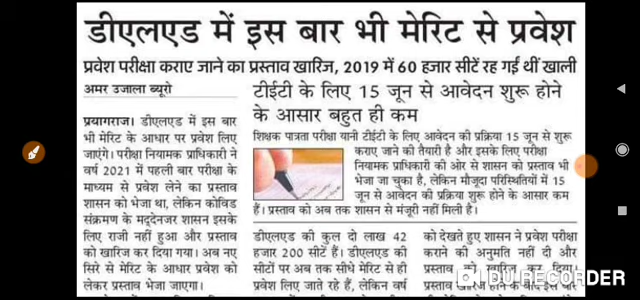 डीएलएड में इस बार भी मेरिट से प्रवेश
प्रवेश परीक्षा कराए जाने का प्रस्ताव खारिज, 2019 में 60 हजार सीटें रह गई थीं खाली
अमर उजाला ब्यूरो
प्रयागराज। डीएलएड में इस बार
भी मेरिट के आधार पर प्रवेश लिए
जाएंगे। परीक्षा नियामक प्राधिकारी ने
वर्ष 2021 में पहली बार परीक्षा के
माध्यम से प्रवेश लेने का प्रस्ताव
शासन को भेजा था, लेकिन कोविड
संक्रमण के मद्देनजर शासन इसके
लिए राजी नहीं हुआ और प्रस्ताव
को खारिज कर दिया गया। अब नए
सिरे से मेरिट के आधार प्रवेश को
लेकर प्रस्ताव भेजा जाएगा।
टीईटी के लिए 15 जून से आवेदन शुरू होने
के आसार बहुत ही कम
शिक्षक पात्रता परीक्षा यानी टीईटी के लिए आवेदन की प्रक्रिया 15 जून से शुरू
कराए जाने की तैयारी है और इसके लिए परीक्षा
नियामक प्राधिकारी की ओर से शासन को प्रस्ताव भी
भेजा जा चुका है, लेकिन मौजूदा परिस्थितियों में 15
जून से आवेदन की प्रक्रिया शुरू होने के आसार कम
हैं। प्रस्ताव को अब तक शासन से मंजूरी नहीं मिली है।
डीएलएड की कुल दो लाख 42
हजार 200 सीटें हैं। डीएलएड की
सीटों पर अब तक सीधे मेरिट से ही
प्रवेश लिए जाते रहे हैं, लेकिन वर्ष
को देखते हुए शासन ने प्रवेश परीक्षा
कराने की अनुमति नहीं दी और
प्रस्ताव को खारिज कर दिया।
RECORDER